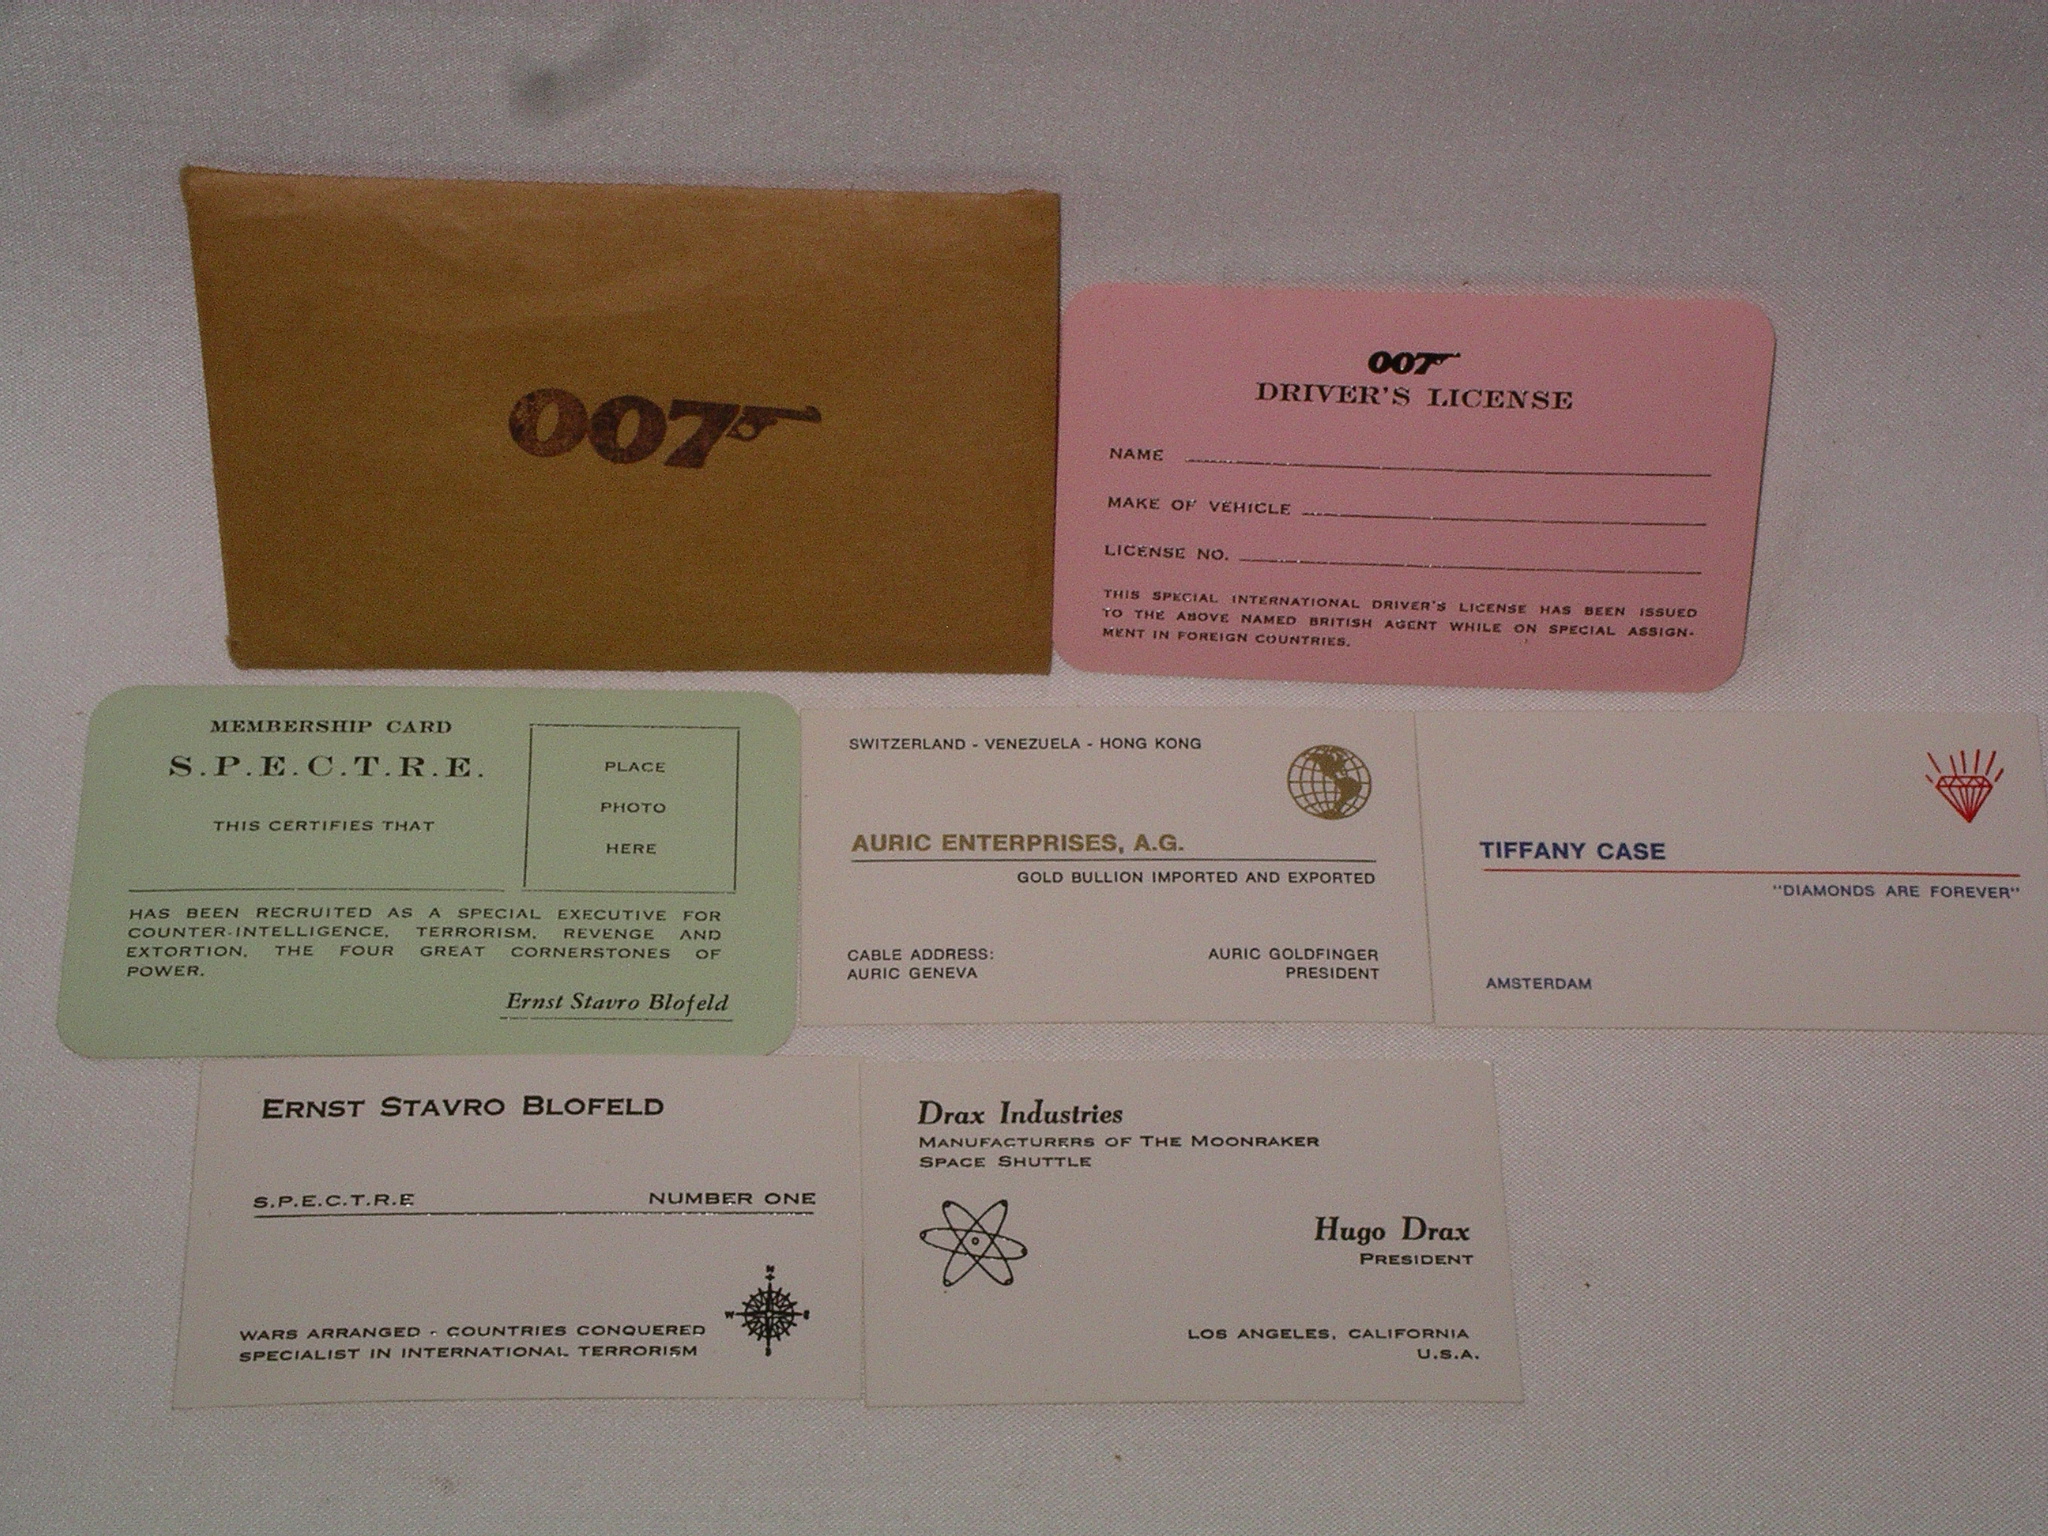 007
007
DRIVER'S LICENSE
NAME
MAKE OF VEHICLE
LICENSE NO.
THIS SPECIAL INTERNATIONAL DRIVER'S LICENSE HAS BEEN ISSUED
TO THE ABOVE NAMED BRITISH AGENT WHILE ON SPECIAL ASSIGN-
MENT IN FOREIGN COUNTRIES.
MEMBERSHIP CARD
S.P.E.C.T.R.E.
THIS CERTIFIES THAT
PLACE
PHOTO
HERE
HAS BEEN RECRUITED AS A SPECIAL EXECUTIVE FOR
COUNTER-INTELLIGENCE, TERRORISM, REVENGE AND
EXTORTION, THE FOUR GREAT CORNERSTONES OF
POWER.
Ernst Stavro Blofeld
SWITZERLAND - VENEZUELA - HONG KONG
AURIC ENTERPRISES, A.G.
GOLD BULLION IMPORTED AND EXPORTED
CABLE ADDRESS:
AURIC GENEVA
AURIC GOLDFINGER
PRESIDENT
TIFFANY CASE
"DIAMONDS ARE FOREVER"
AMSTERDAM
ERNST STAVRO BLOFELD
S.P.E.C.T.R.E NUMBER ONE
WARS ARRANGED - COUNTRIES CONQUERED
SPECIALIST IN INTERNATIONAL TERRORISM
N
W E
S
Drax Industries
MANUFACTURERS OF THE MOONRAKER
SPACE SHUTTLE
Hugo Drax
PRESIDENT
LOS ANGELES, CALIFORNIA
U.S.A.